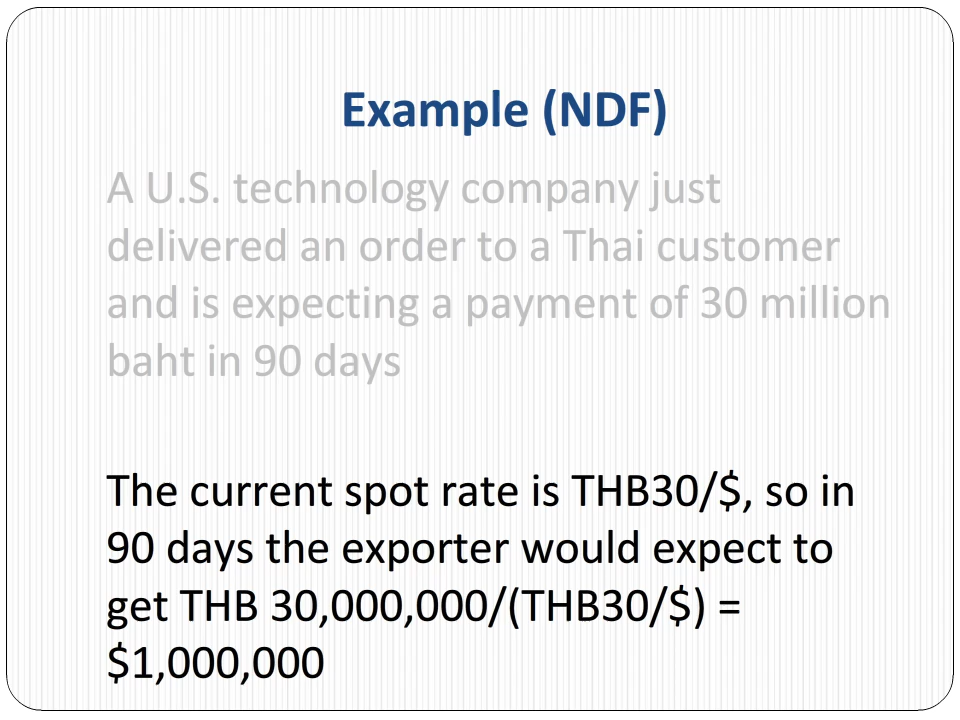 Example (NDF)
A U.S. technology company just
delivered an order to a Thai customer
and is expecting a payment of 30 million
baht in 90 days
The current spot rate is THB30/$, so in
90 days the exporter would expect to
get THB 30,000,000/(THB30/$) =
$1,000,000